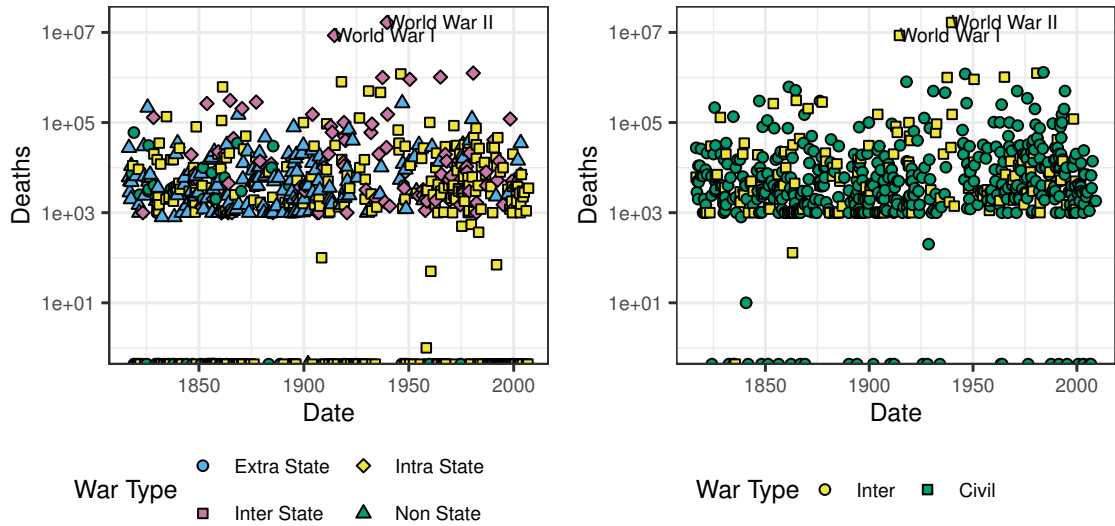 World War II
World War I
1e+07
1e+05
1e+03
1e+01
Deaths
1850
1900
1950
2000
Date
War Type
Extra State
Intra State
Inter State
Non State
World War II
World War I
1e+07
1e+05
1e+03
1e+01
Deaths
1850
1900
1950
2000
Date
War Type
Inter
Civil